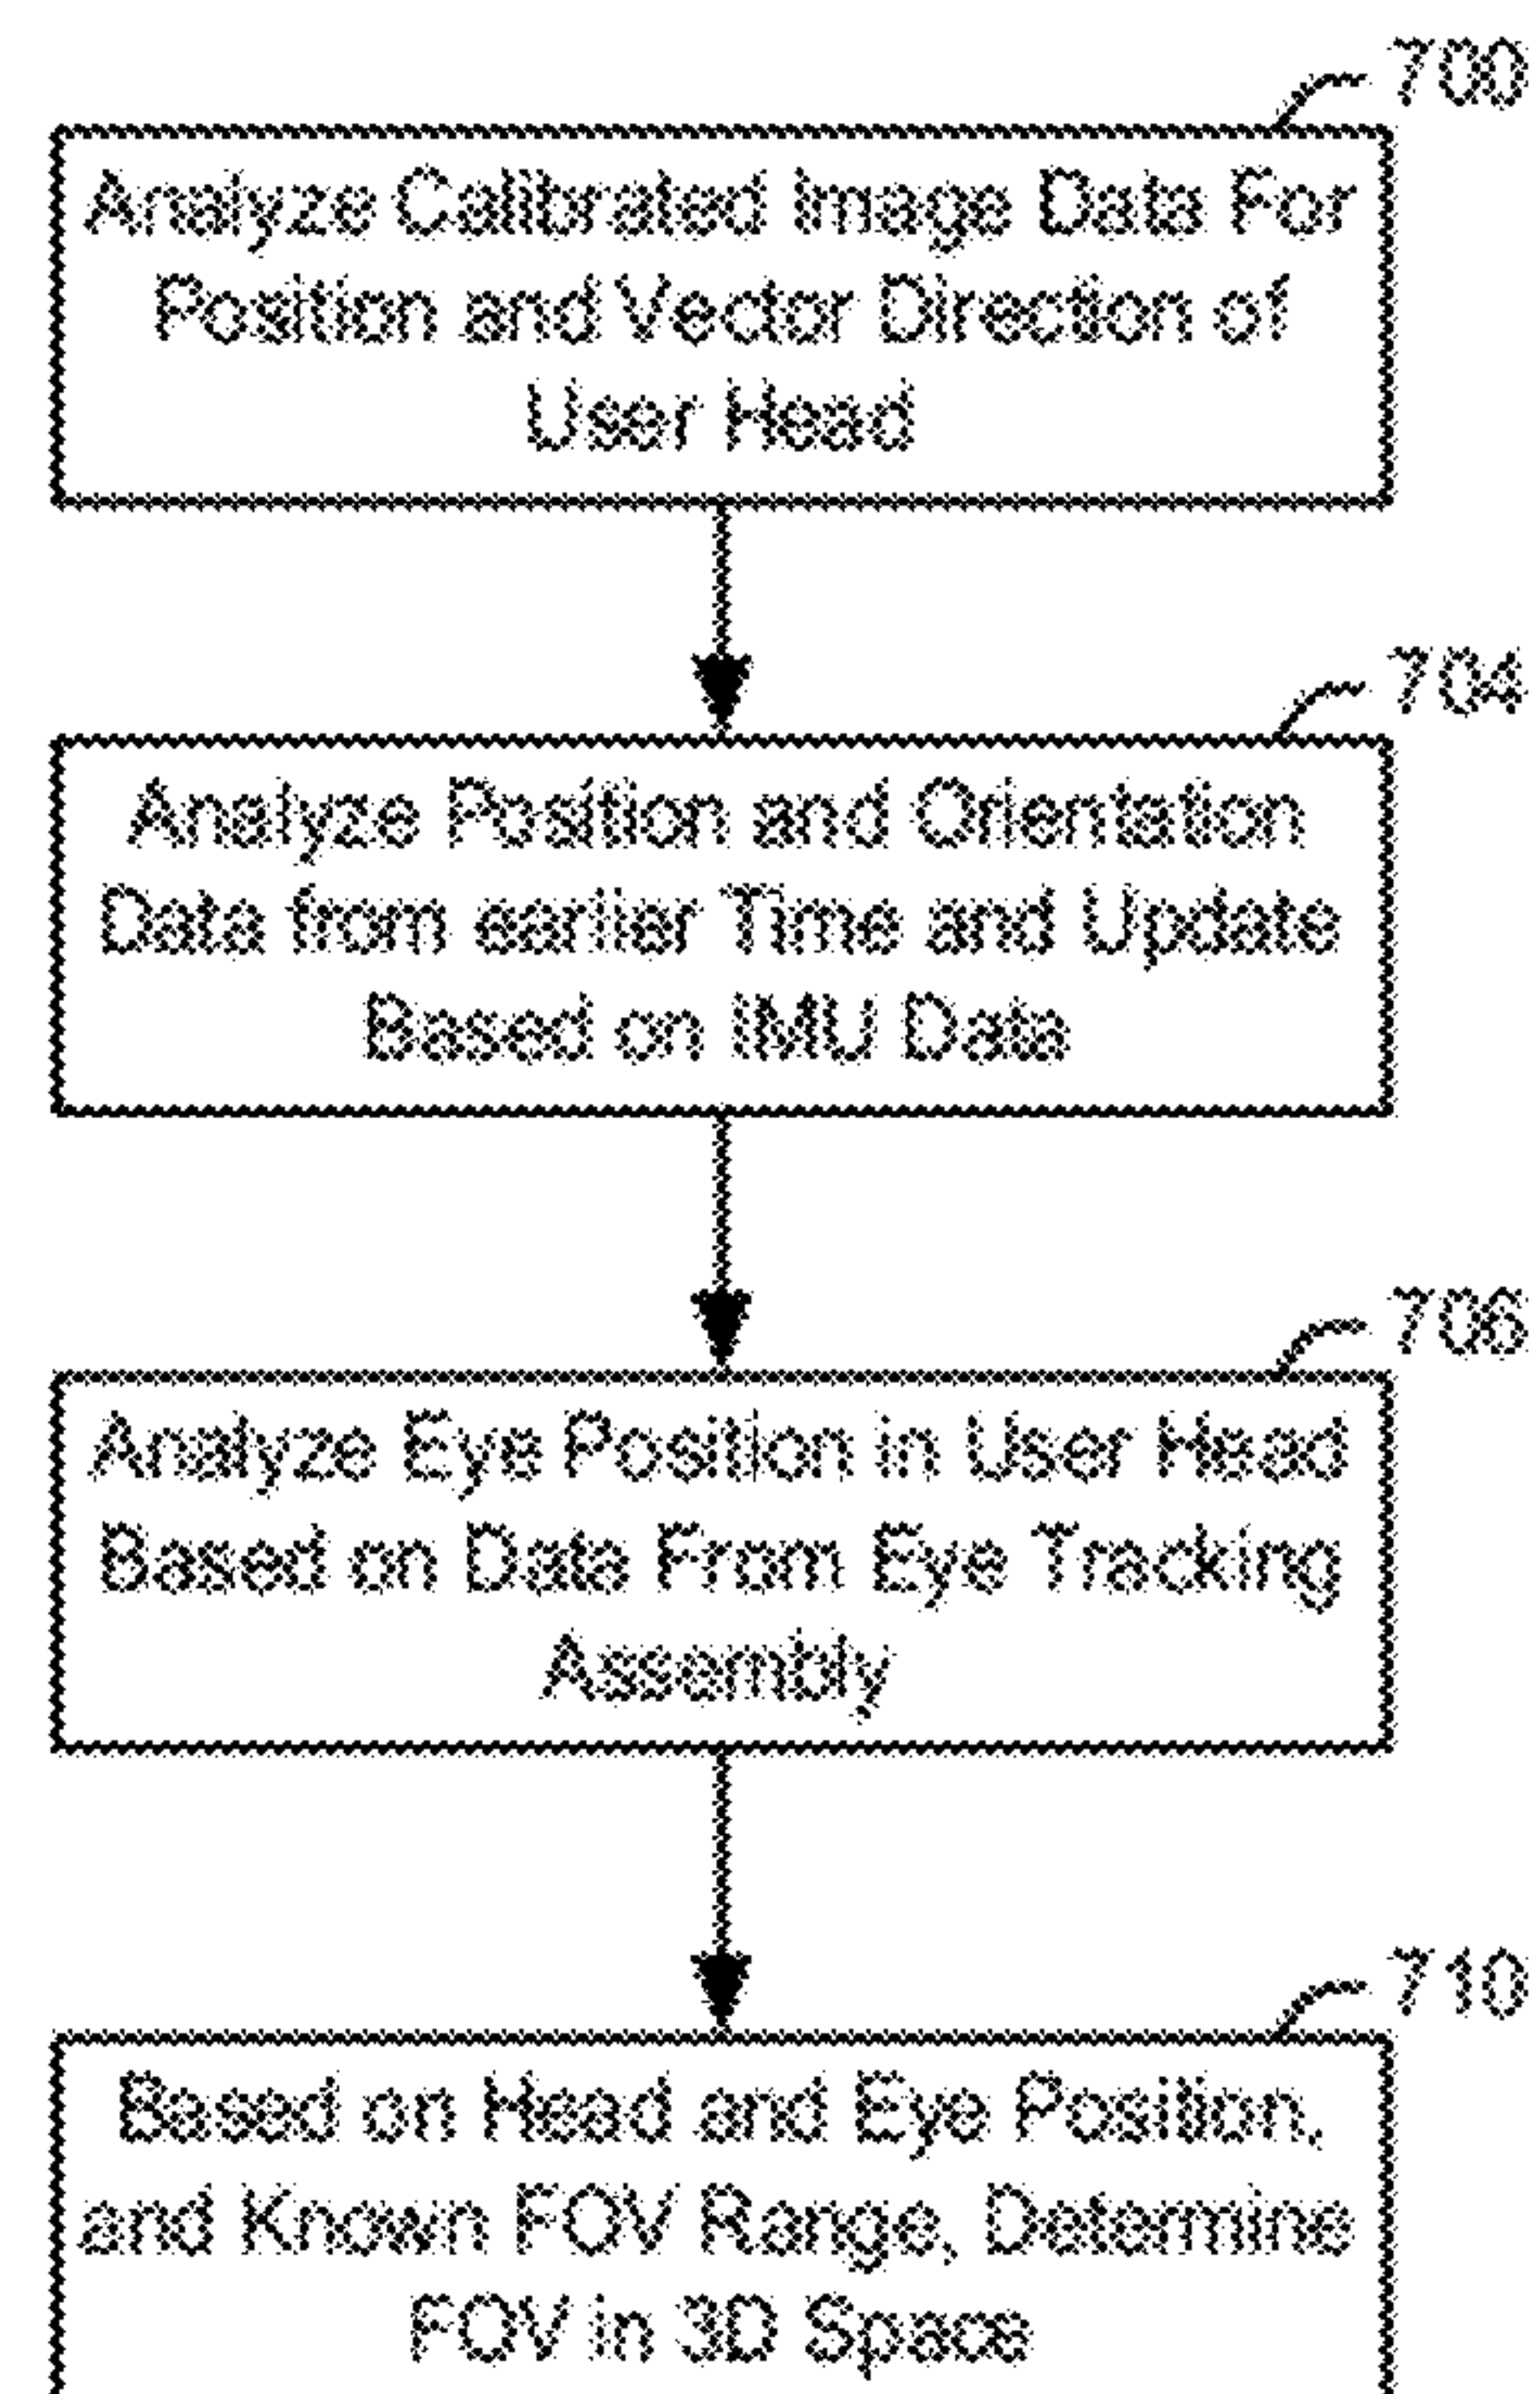 700
Analyze Calibrated Image Data For
Position and Vector Direction of
User Head
704
Analyze Position and Orientation
Data from earlier Time and Update
Based on IMU Data
706
Analyze Eye Position in User Head
Based on Data From Eye Tracking
Assembly
710
Based on Head and Eye Position,
and Known FOV Range, Determine
FOV in 3D Space